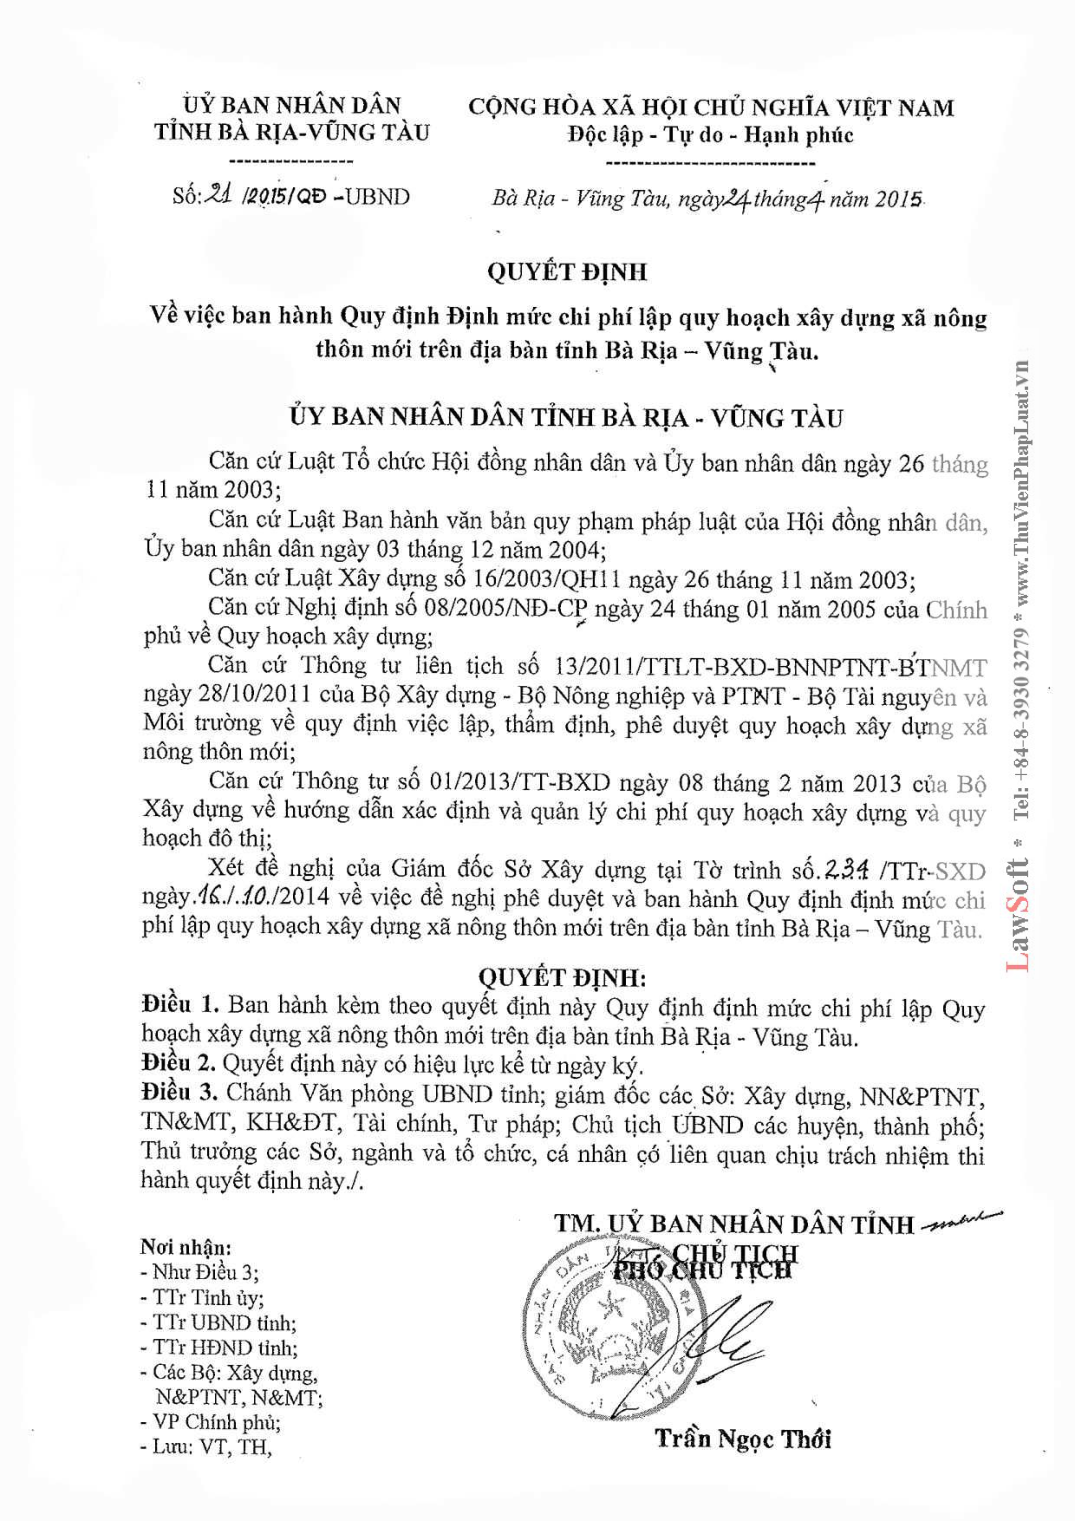 UỶ BAN NHÂN DÂN
TỈNH BÀ RỊA-VŨNG TÀU
----------------
Số: 21 /2015/QĐ -UBND
CỘNG HÒA XÃ HỘI CHỦ NGHĨA VIỆT NAM
Độc lập - Tự do - Hạnh phúc
---------------------------
Bà Rịa - Vũng Tàu, ngày 24 tháng 4 năm 2015
QUYẾT ĐỊNH
Về việc ban hành Quy định Định mức chi phí lập quy hoạch xây dựng xã nông
thôn mới trên địa bàn tỉnh Bà Rịa – Vũng Tàu.
ỦY BAN NHÂN DÂN TỈNH BÀ RỊA - VŨNG TÀU
Căn cứ Luật Tổ chức Hội đồng nhân dân và Ủy ban nhân dân ngày 26 tháng
11 năm 2003;
Căn cứ Luật Ban hành văn bản quy phạm pháp luật của Hội đồng nhân dân,
Ủy ban nhân dân ngày 03 tháng 12 năm 2004;
Căn cứ Luật Xây dựng số 16/2003/QH11 ngày 26 tháng 11 năm 2003;
Căn cứ Nghị định số 08/2005/NĐ-CP ngày 24 tháng 01 năm 2005 của Chính
phủ về Quy hoạch xây dựng;
Căn cứ Thông tư liên tịch số 13/2011/TTLT-BXD-BNNPTNT-BTNMT
ngày 28/10/2011 của Bộ Xây dựng - Bộ Nông nghiệp và PTNT - Bộ Tài nguyên và
Môi trường về quy định việc lập, thẩm định, phê duyệt quy hoạch xây dựng xã
nông thôn mới;
Căn cứ Thông tư số 01/2013/TT-BXD ngày 08 tháng 2 năm 2013 của Bộ
Xây dựng về hướng dẫn xác định và quản lý chi phí quy hoạch xây dựng và quy
hoạch đô thị;
Xét đề nghị của Giám đốc Sở Xây dựng tại Tờ trình số.234 /TTr-SXD
ngày.16./.10./2014 về việc đề nghị phê duyệt và ban hành Quy định định mức chi
phí lập quy hoạch xây dựng xã nông thôn mới trên địa bàn tỉnh Bà Rịa – Vũng Tàu.
QUYẾT ĐỊNH:
Điều 1. Ban hành kèm theo quyết định này Quy định định mức chi phí lập Quy
hoạch xây dựng xã nông thôn mới trên địa bàn tỉnh Bà Rịa - Vũng Tàu.
Điều 2. Quyết định này có hiệu lực kể từ ngày ký.
Điều 3. Chánh Văn phòng UBND tỉnh; giám đốc các Sở: Xây dựng, NN&PTNT,
TN&MT, KH&ĐT, Tài chính, Tư pháp; Chủ tịch UBND các huyện, thành phố;
Thủ trưởng các Sở, ngành và tổ chức, cá nhân có liên quan chịu trách nhiệm thi
hành quyết định này./.
TM. UỶ BAN NHÂN DÂN TỈNH
KT. CHỦ TỊCH
PHÓ CHỦ TỊCH
Trần Ngọc Thới
Nơi nhận:
- Như Điều 3;
- TTr Tỉnh ủy;
- TTr UBND tỉnh;
- TTr HĐND tỉnh;
- Các Bộ: Xây dựng,
N&PTNT, N&MT;
- VP Chính phủ;
- Lưu: VT, TH,
LawSoft * Tel: +84-8-3930 3279 * www.ThuVienPhapLuat.vn